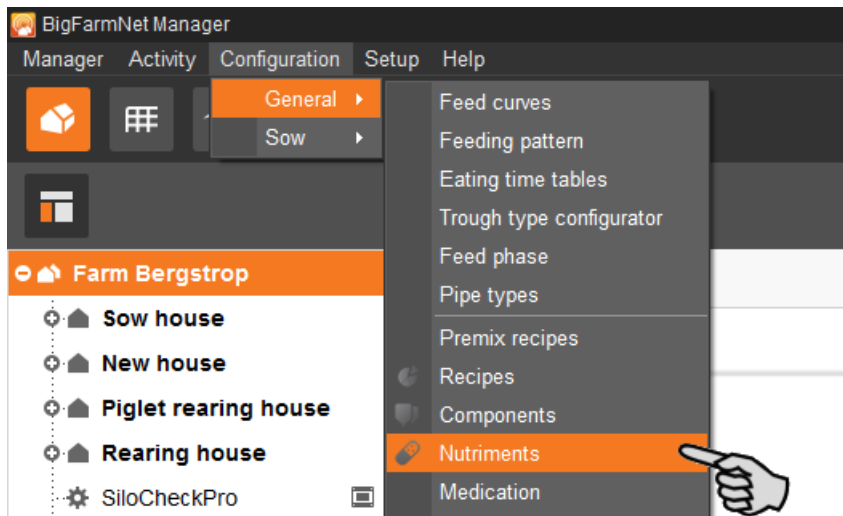 BigFarmNet Manager
Manager Activity Configuration Setup Help
General
Sow
Feed curves
Feeding pattern
Eating time tables
Trough type configurator
Feed phase
Pipe types
Premix recipes
Recipes
Components
Nutriments
Medication
Farm Bergstrop
Sow house
New house
Piglet rearing house
Rearing house
SiloCheckPro